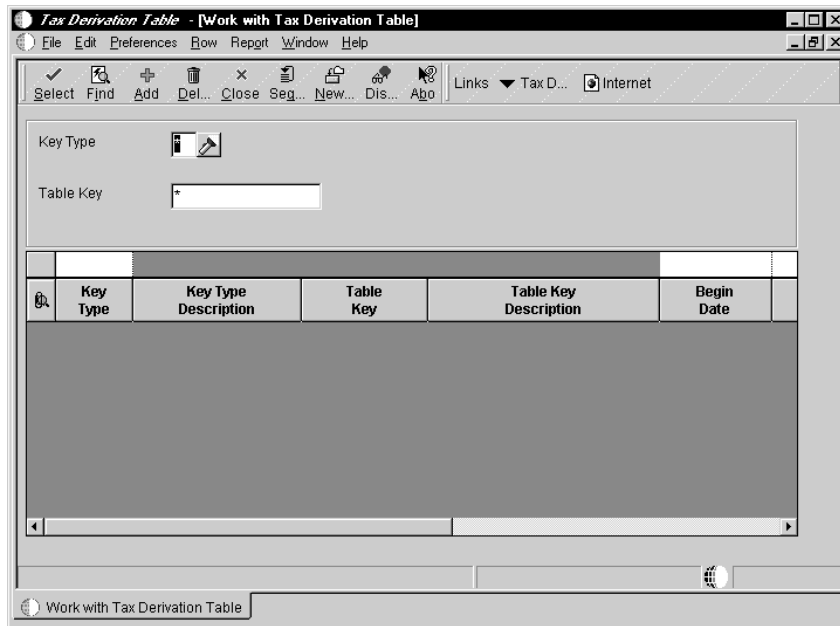 Tax Derivation Table - [Work with Tax Derivation Table]
File Edit Preferences Row Report Window Help
Select Find Add Del... Close Seq... New... Dis... Abo Links Tax D... Internet
Key Type *
Table Key *
Key Type
Key Type Description
Table Key
Table Key Description
Begin Date
Work with Tax Derivation Table